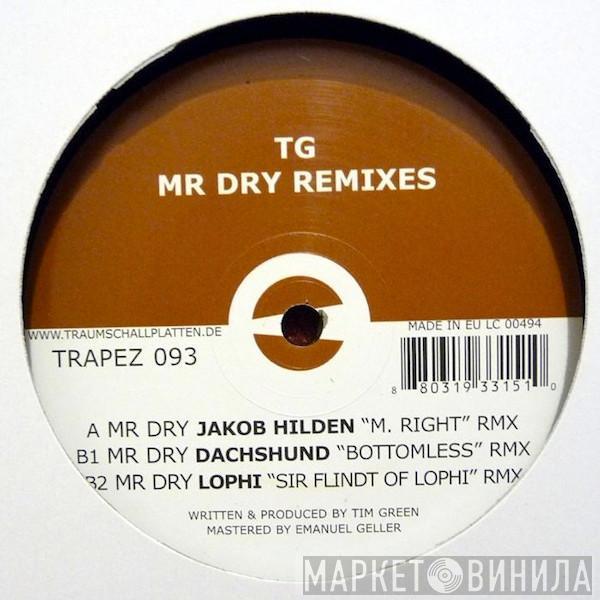 TG
MR DRY REMIXES
WWW.TRAUMSCHALLPLATTEN.DE
MADE IN EU LC 00494
TRAPEZ 093
8 80319 33151 0
A MR DRY JAKOB HILDEN “M. RIGHT” RMX
B1 MR DRY DACHSHUND “BOTTOMLESS” RMX
B2 MR DRY LOPHI “SIR FLINDT OF LOPHI” RMX
WRITTEN & PRODUCED BY TIM GREEN
MASTERED BY EMANUEL GELLER
МАРКЕТ ВИНИЛА